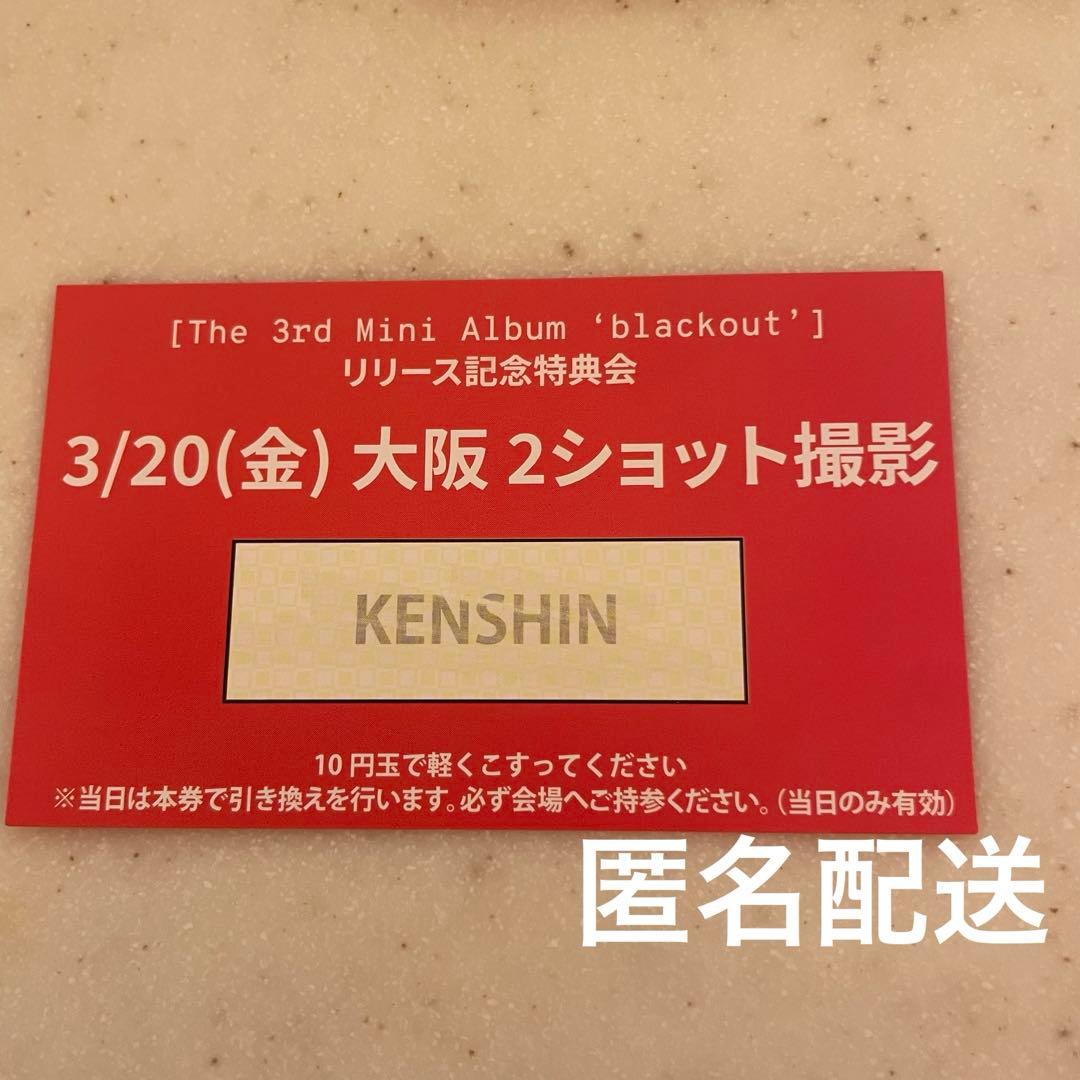 [The 3rd Mini Album ‘blackout’]
リリース記念特典会
3/20(金) 大阪 2ショット撮影
KENSHIN
10円玉で軽くこすってください
※当日は本券で引き換えを行います。必ず会場へご持参ください。(当日のみ有効)
匿名配送